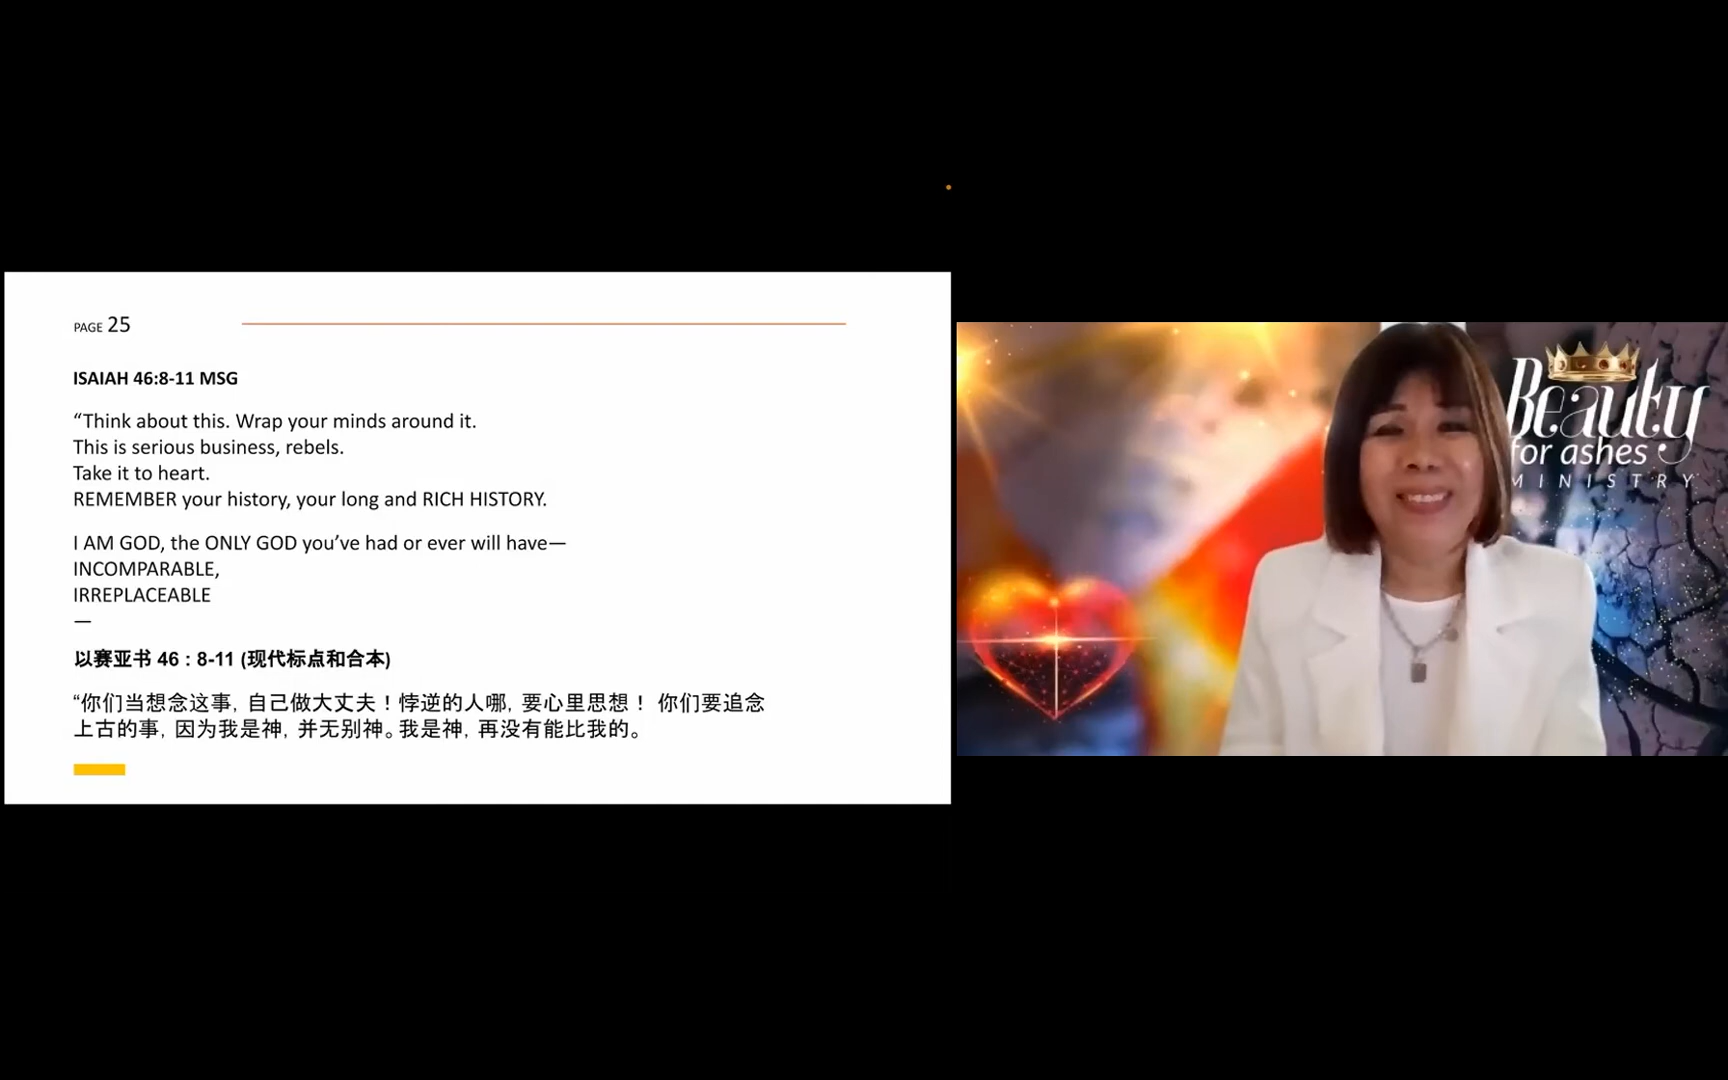 PAGE 25
ISAIAH 46:8-11 MSG
“Think about this. Wrap your minds around it.
This is serious business, rebels.
Take it to heart.
REMEMBER your history, your long and RICH HISTORY.
I AM GOD, the ONLY GOD you’ve had or ever will have—
INCOMPARABLE,
IRREPLACEABLE
—
以赛亚书 46 : 8-11 (现代标点和合本)
“你们当想念这事, 自己做大丈夫！悖逆的人哪, 要心里思想！ 你们要追念
上古的事, 因为我是神, 并无别神。我是神, 再没有能比我的。
Beauty
for ashes
MINISTRY